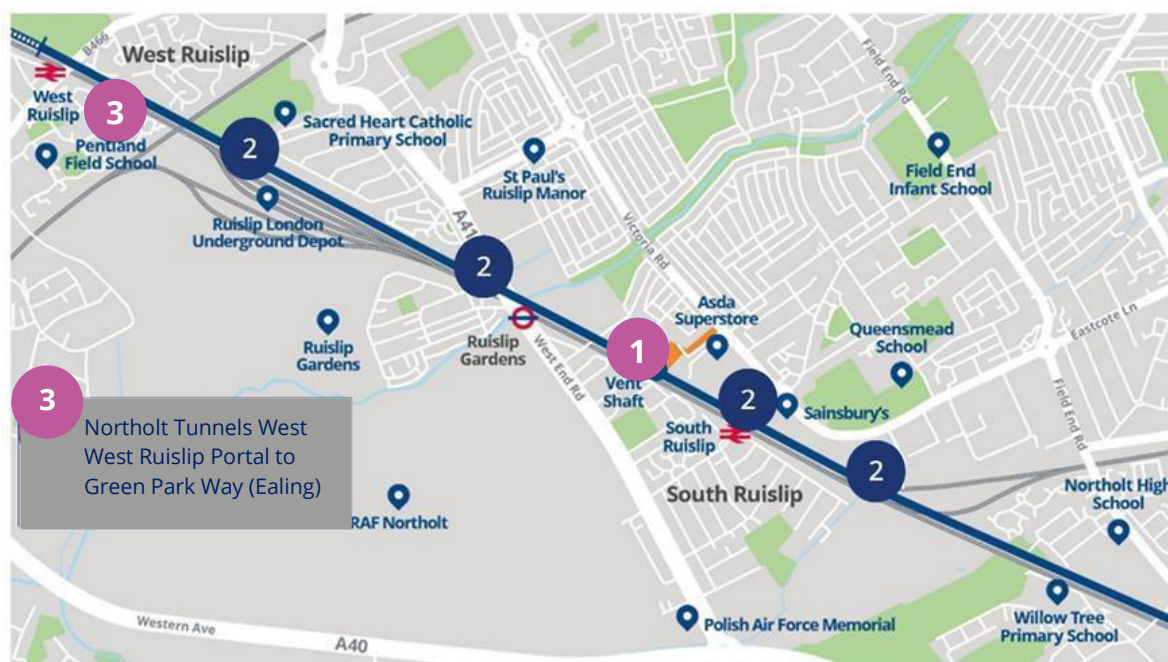 B466
West Ruislip
West
Ruislip
3
Pentland
Field School
2
Sacred Heart Catholic
Primary School
Ruislip London
Underground Depot
St Paul's
Ruislip Manor
Field End Rd
Field End
Infant School
A41
Victoria Rd
2
Ruislip
Gardens
Ruislip
Gardens
West End Rd
1
Vent
Shaft
Asda
Superstore
Queensmead
School
Eastcote Ln
2
Sainsbury's
South
Ruislip
South Ruislip
2
Field End Rd
Northolt High
School
3
Northolt Tunnels West
West Ruislip Portal to
Green Park Way (Ealing)
RAF Northolt
Polish Air Force Memorial
Willow Tree
Primary School
Western Ave
A40